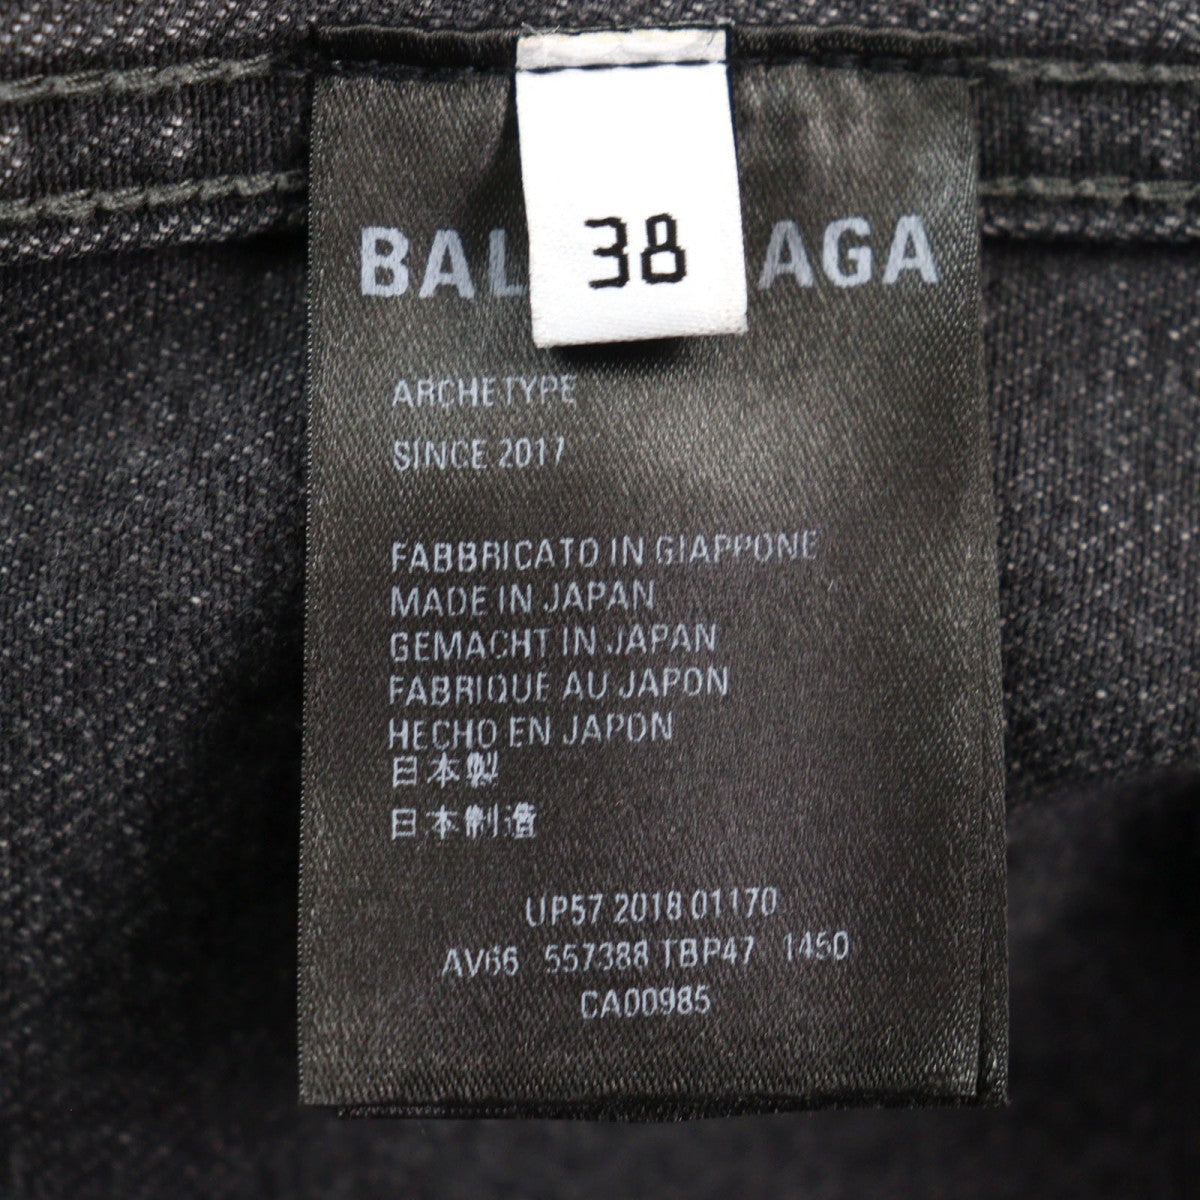 38
BAL AGA
ARCHETYPE
SINCE 2017
FABBRICATO IN GIAPPONE
MADE IN JAPAN
GEMACHT IN JAPAN
FABRIQUE AU JAPON
HECHO EN JAPON
日本製
日本制造
UP57 2018 01170
AV66 557388 TBP47 1450
CA00985